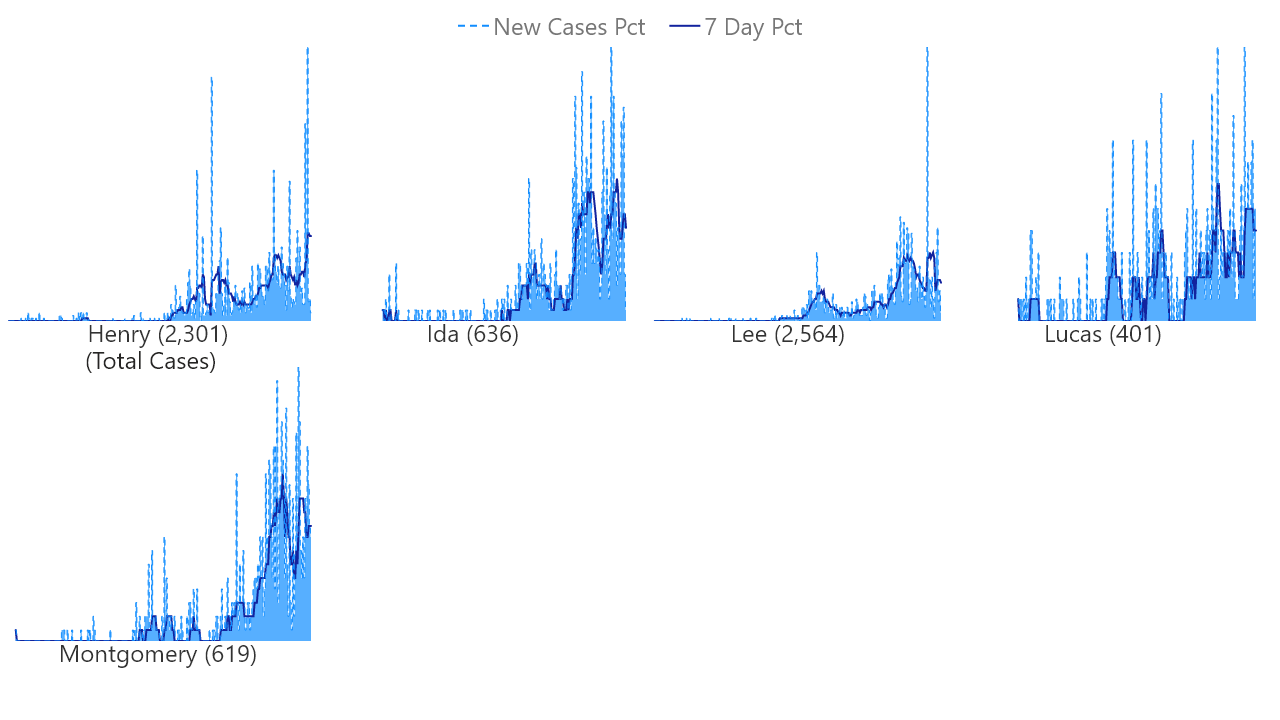 New Cases Pct 7 Day Pct
Henry (2,301) Ida (636) Lee (2,564) Lucas (401)
(Total Cases)
Montgomery (619)